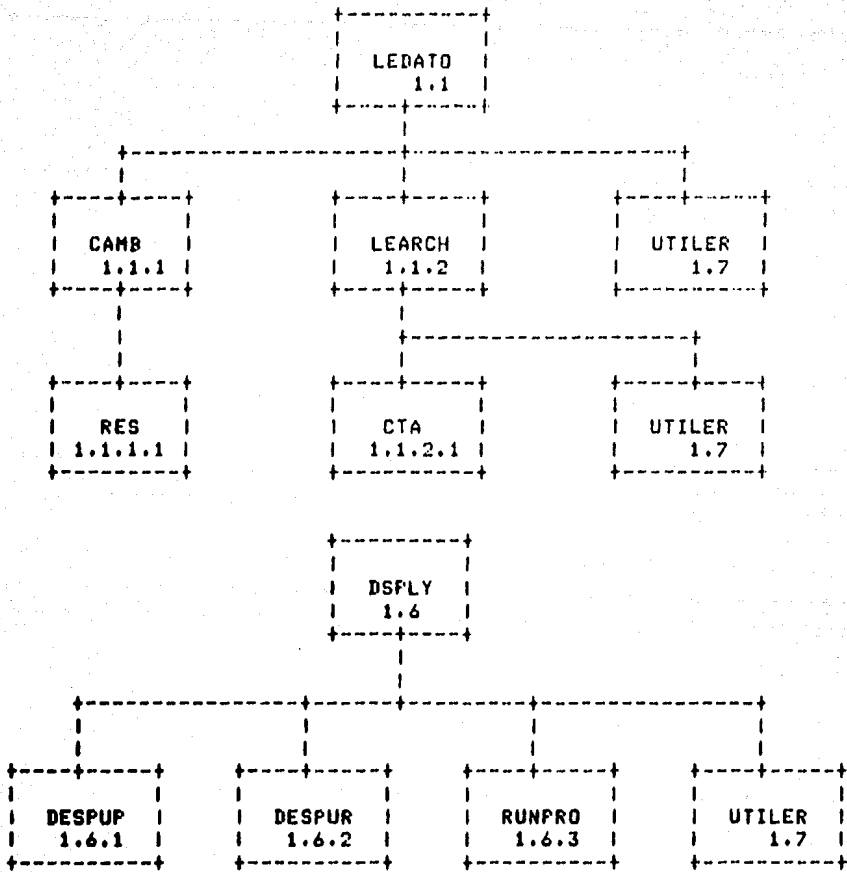 LEDATO
1.1
CAMB LEARCH UTILER
1.1.1 1.1.2 1.7
RES CTA UTILER
1.1.1.1 1.1.2.1 1.7
DSPLY
1.6
DESPUP DESPUR RUNPRO UTILER
1.6.1 1.6.2 1.6.3 1.7